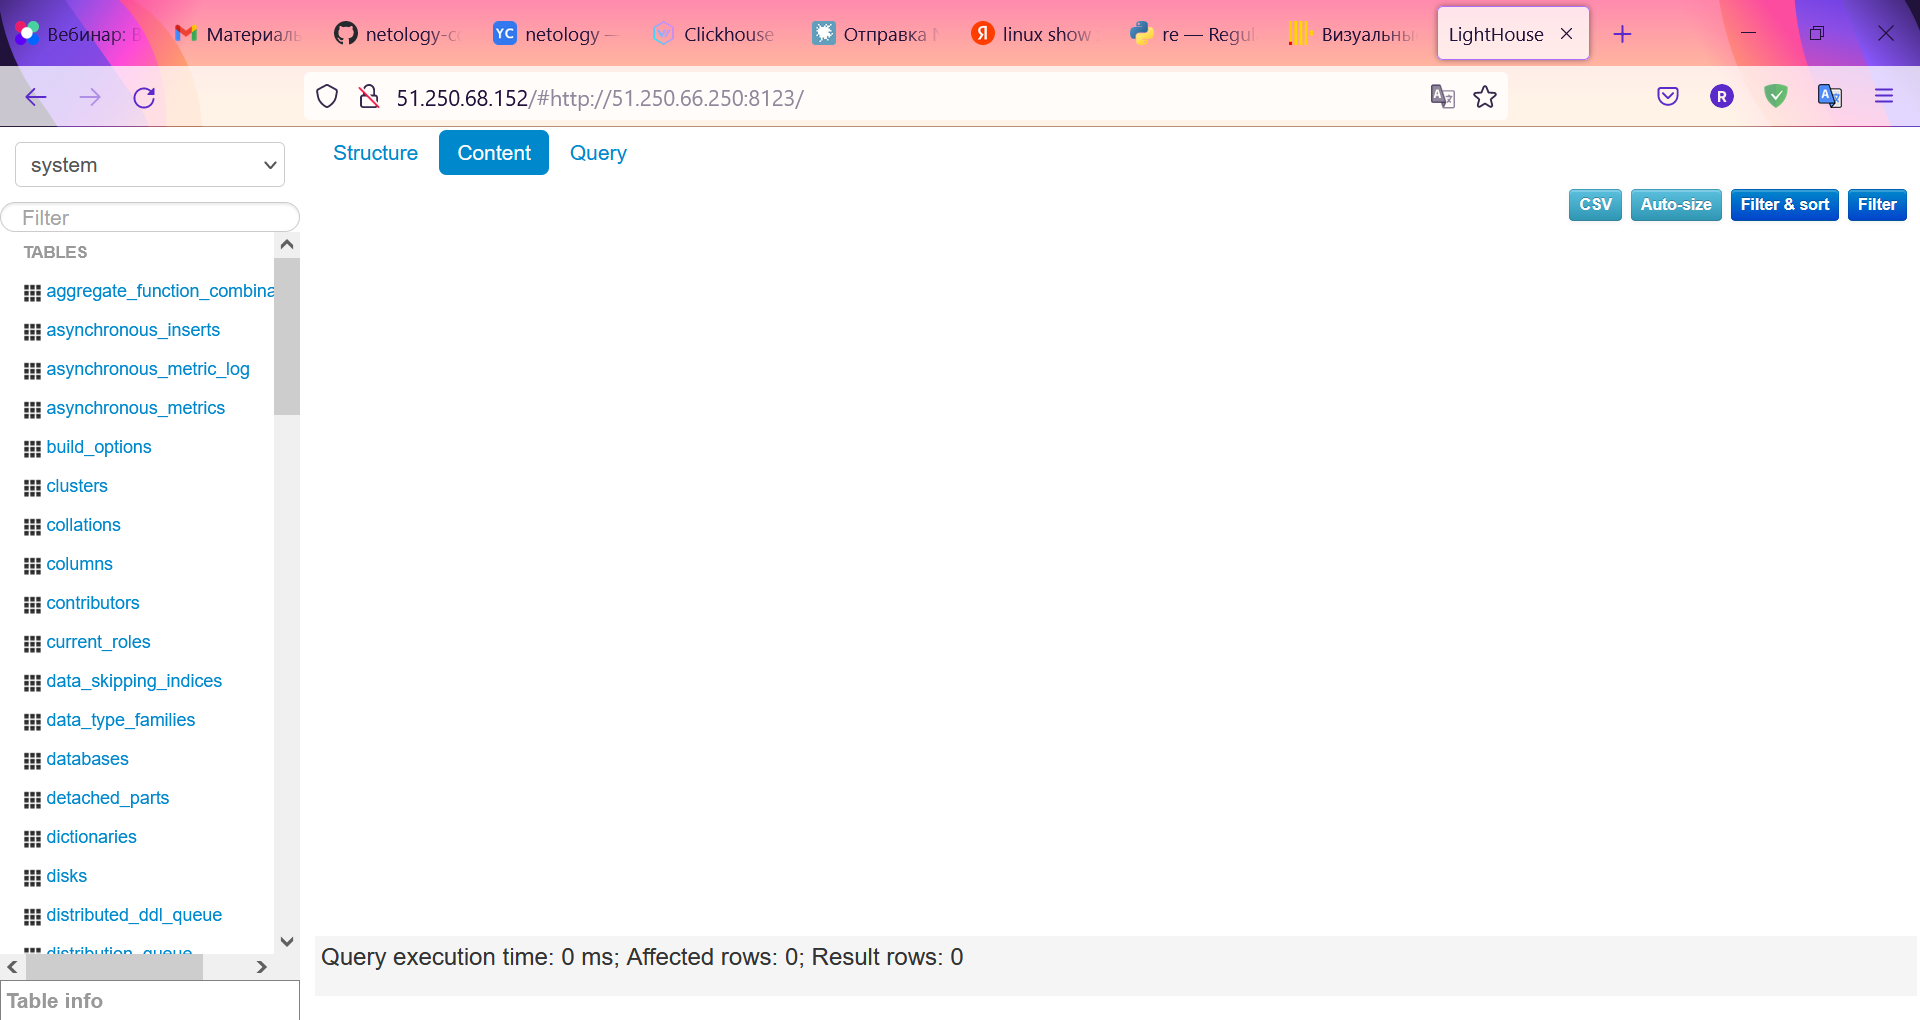 Вебинар:
Материаль
netology-c
netology —
Clickhouse
Отправка
linux show
re — Regul
Визуальны
LightHouse
51.250.68.152/#http://51.250.66.250:8123/
R
system
Structure
Content
Query
Filter
CSV
Auto-size
Filter & sort
Filter
TABLES
aggregate_function_combina
asynchronous_inserts
asynchronous_metric_log
asynchronous_metrics
build_options
clusters
collations
columns
contributors
current_roles
data_skipping_indices
data_type_families
databases
detached_parts
dictionaries
disks
distributed_ddl_queue
distribution_queue
Query execution time: 0 ms; Affected rows: 0; Result rows: 0
Table info